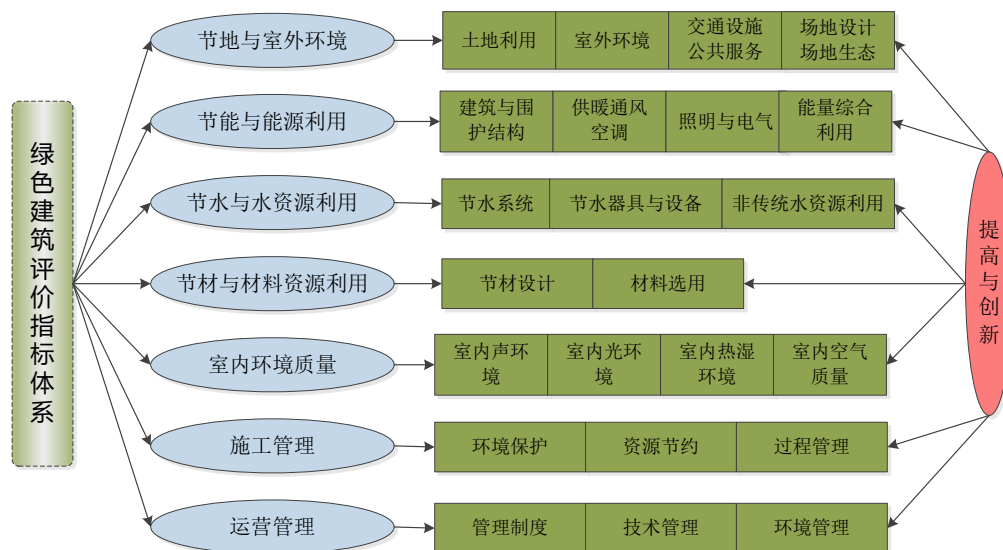 绿色建筑评价指标体系
节地与室外环境
土地利用
室外环境
交通设施
公共服务
场地设计
场地生态
节能与能源利用
建筑与围
护结构
供暖通风
空调
照明与电气
能量综合
利用
节水与水资源利用
节水系统
节水器具与设备
非传统水资源利用
节材与材料资源利用
节材设计
材料选用
室内环境质量
室内声环
境
室内光环
境
室内热湿
环境
室内空气
质量
施工管理
环境保护
资源节约
过程管理
运营管理
管理制度
技术管理
环境管理
提高与创新